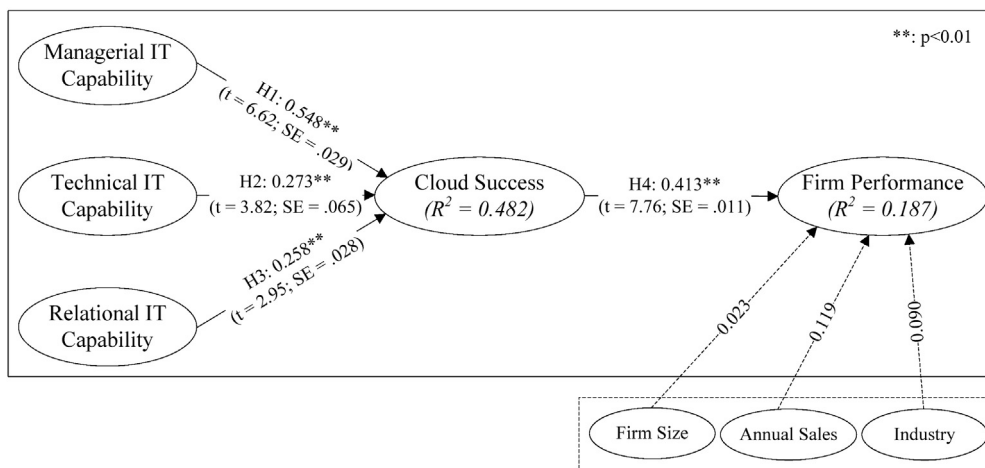 **: p<0.01
Managerial IT
Capability
H1: 0.548**
(t = 6.62; SE = .029)
Technical IT
Capability
H2: 0.273**
(t = 3.82; SE = .065)
Cloud Success
(R² = 0.482)
H4: 0.413**
(t = 7.76; SE = .011)
Firm Performance
(R² = 0.187)
H3: 0.258**
(t = 2.95; SE = .028)
Relational IT
Capability
0.023
0.119
0.090
Firm Size
Annual Sales
Industry